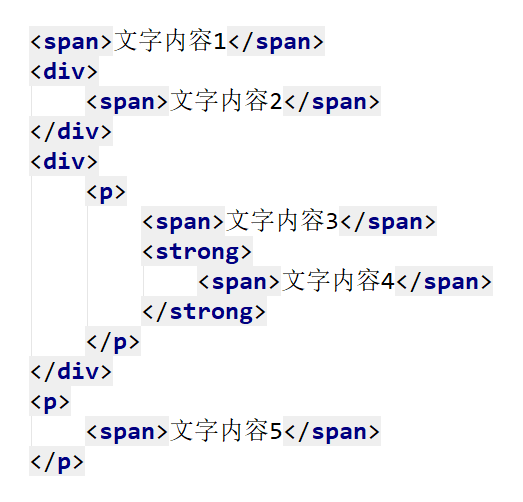 <span>文字内容1</span>
<div>
    <span>文字内容2</span>
</div>
<div>
    <p>
        <span>文字内容3</span>
        <strong>
            <span>文字内容4</span>
        </strong>
    </p>
</div>
<p>
    <span>文字内容5</span>
</p>